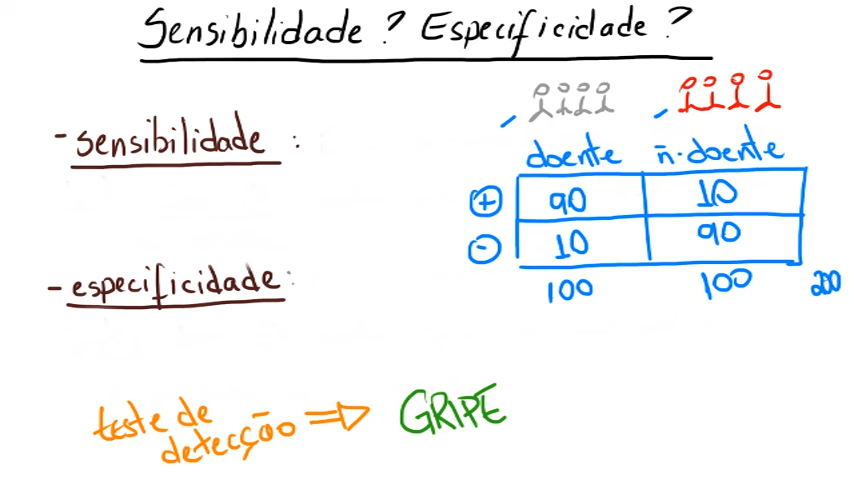 Sensibilidade? Especificidade?
- sensibilidade:
doente n̄.doente
+ 90 10
- 10 90
100 100 200
- especificidade:
teste de
detecção ⇒ GRIPE